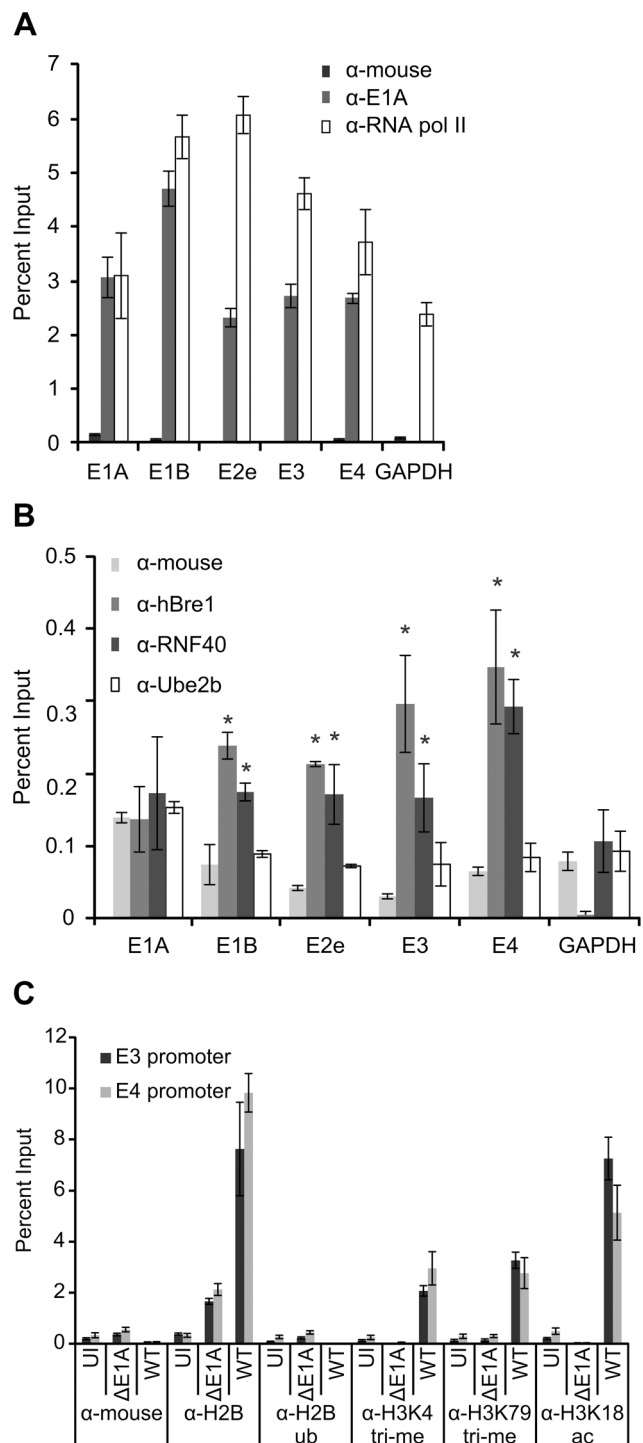 A
7
6
5
4
3
2
1
0
Percent Input
α-mouse
α-E1A
α-RNA pol II
E1A E1B E2e E3 E4 GAPDH
B
0.5
0.4
0.3
0.2
0.1
0
Percent Input
α-mouse
α-hBre1
α-RNF40
α-Ube2b
* * * * * * * *
E1A E1B E2e E3 E4 GAPDH
C
12
10
8
6
4
2
0
Percent Input
E3 promoter
E4 promoter
UI ΔE1A WT UI ΔE1A WT UI ΔE1A WT UI ΔE1A WT UI ΔE1A WT UI ΔE1A WT
α-mouse α-H2B α-H2B α-H3K4 α-H3K79 α-H3K18
ub tri-me tri-me ac